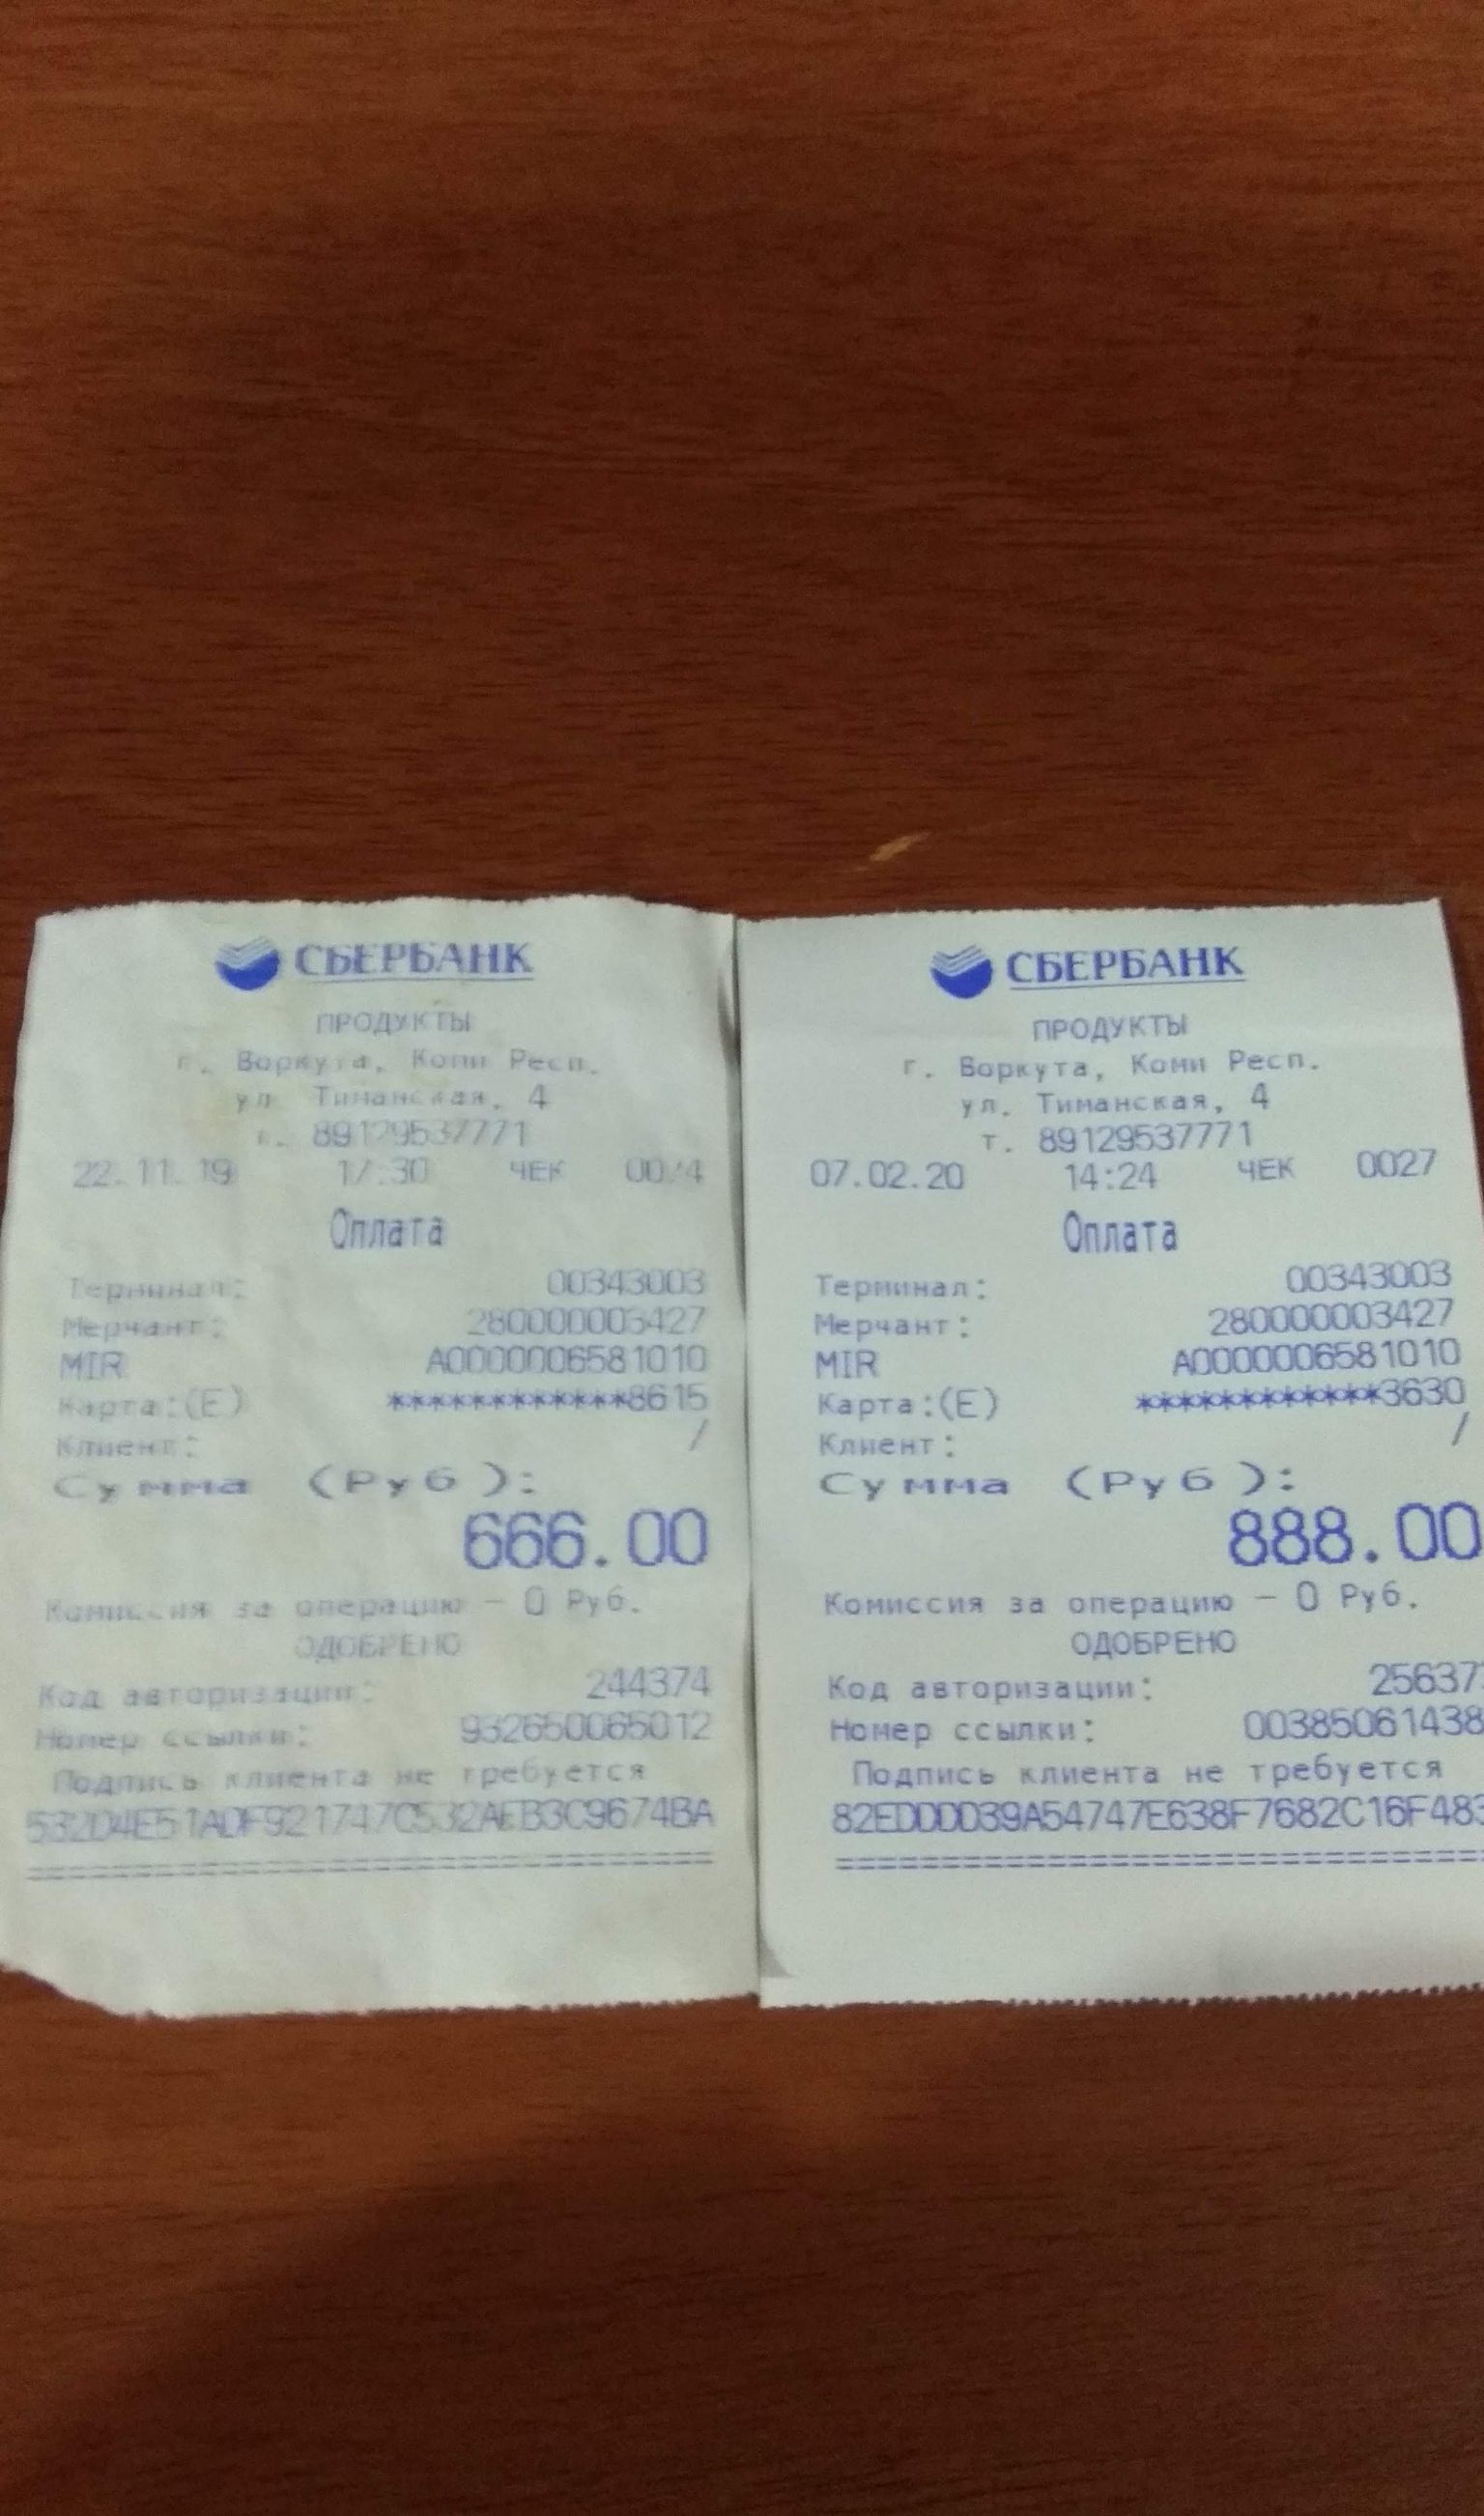 СБЕРБАНК
ПРОДУКТЫ
г. Воркута, Коми Респ.
ул. Тиманская, 4
т. 89129537771
22.11.19 17:30 ЧЕК
Оплата
Терминал: 00343003
Мерчант: 280000003427
MIR A0000006581010
Карта:(E) ************8615
Клиент: /
Сумма (Руб):
666.00
Комиссия за операцию – 0 Руб.
ОДОБРЕНО
Код авторизации: 244374
Номер ссылки: 932650065012
Подпись клиента не требуется
532D4E51ADF921747C532AEB3C9674BA
==============================
СБЕРБАНК
ПРОДУКТЫ
г. Воркута, Коми Респ.
ул. Тиманская, 4
т. 89129537771
07.02.20 14:24 ЧЕК 0027
Оплата
Терминал: 00343003
Мерчант: 280000003427
MIR A0000006581010
Карта:(E) ************3630
Клиент: /
Сумма (Руб):
888.00
Комиссия за операцию – 0 Руб.
ОДОБРЕНО
Код авторизации: 25637
Номер ссылки: 00385061438
Подпись клиента не требуется
82EDDDD39A54747E638F7682C16F483
==============================